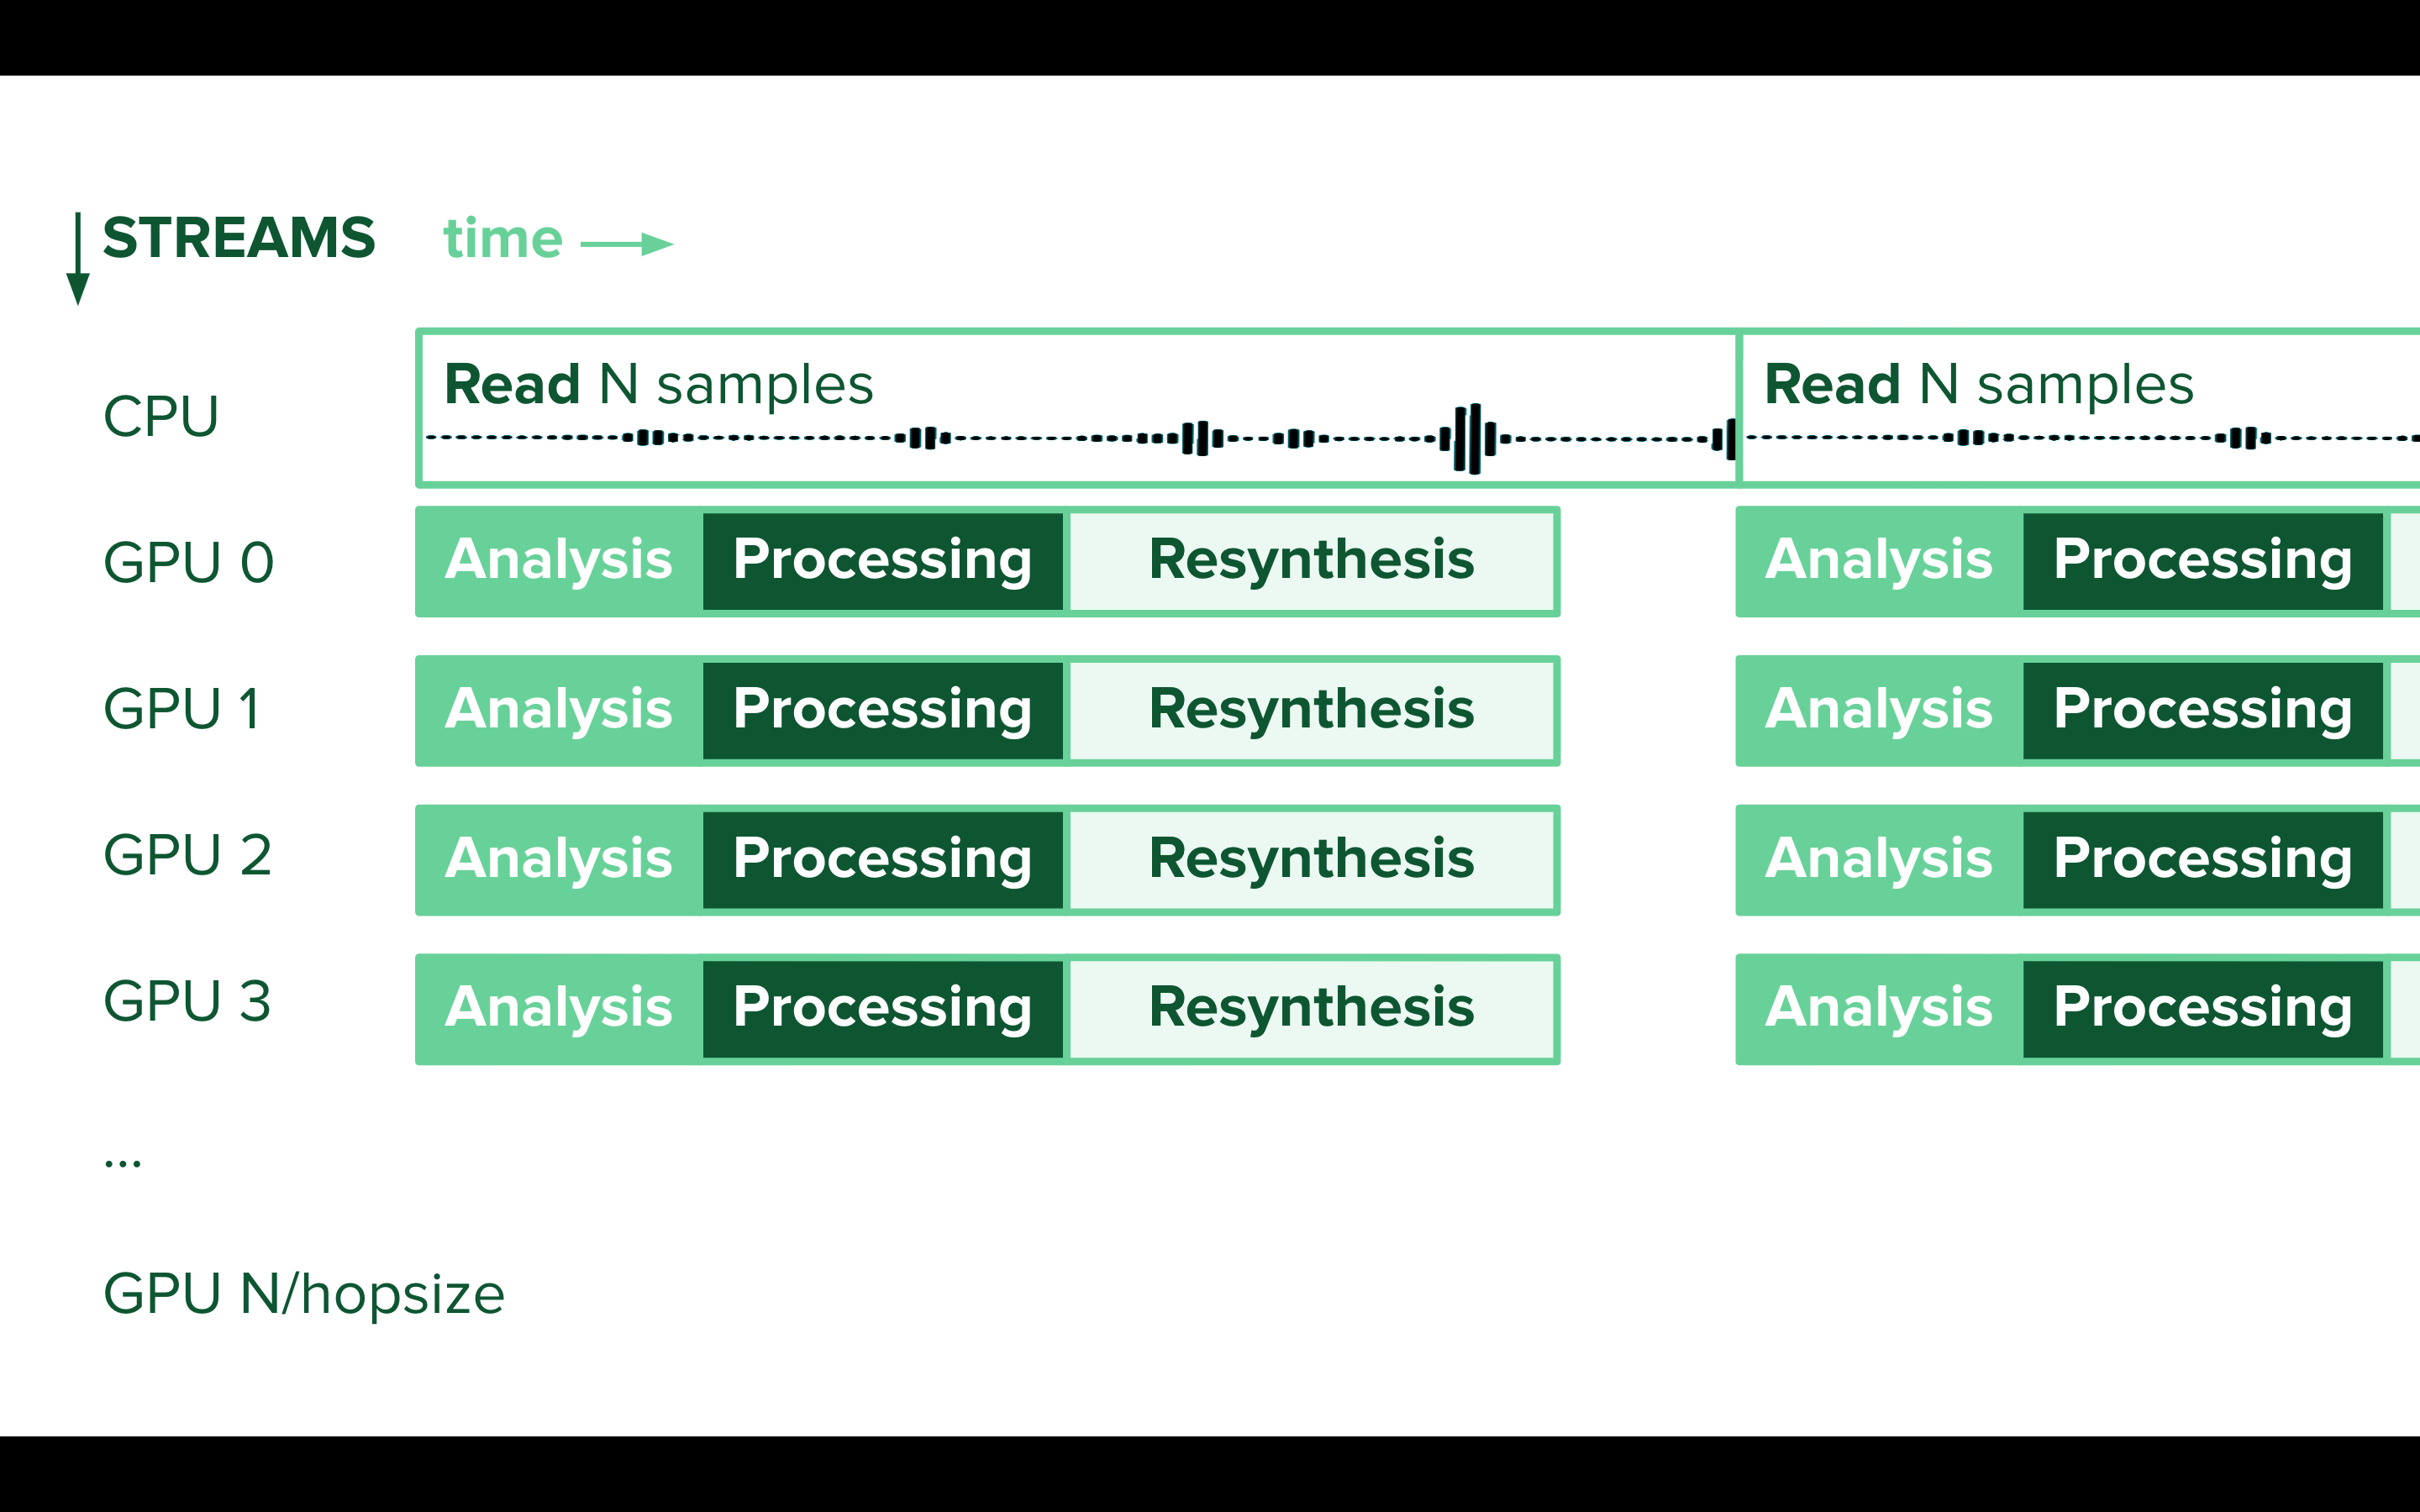 STREAMS time
CPU
Read N samples Read N samples
GPU 0 Analysis Processing Resynthesis Analysis Processing
GPU 1 Analysis Processing Resynthesis Analysis Processing
GPU 2 Analysis Processing Resynthesis Analysis Processing
GPU 3 Analysis Processing Resynthesis Analysis Processing
...
GPU N/hopsize